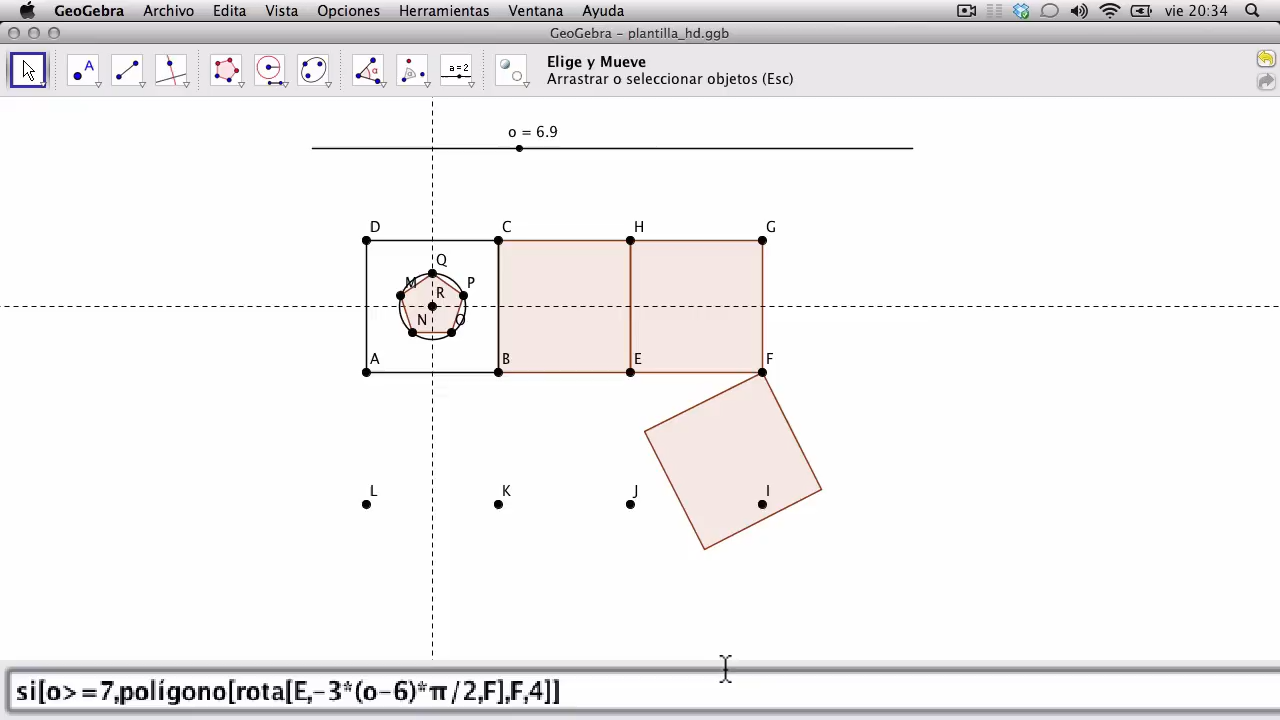 GeoGebra Archivo Edita Vista Opciones Herramientas Ventana Ayuda vie 20:34
GeoGebra - plantilla_hd.ggb
A α a = 2
Elige y Mueve
Arrastrar o seleccionar objetos (Esc)
o = 6.9
D C H G
Q
M P
R
N O
A B E F
L K J I
si[o>=7,polígono[rota[E,-3*(o-6)*π/2,F],F,4]]